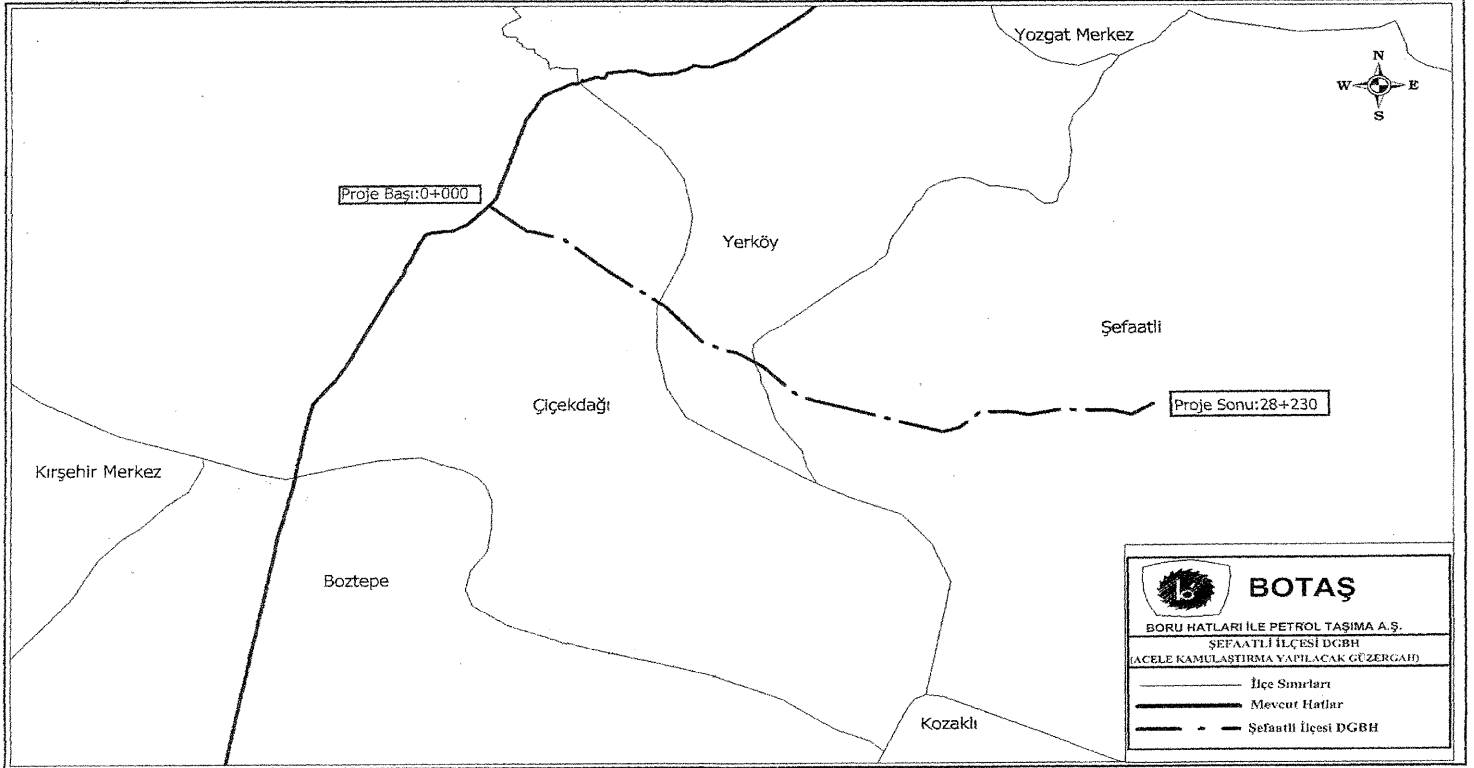 Yozgat Merkez
N
W E
S
Proje Başı:0+000
Yerköy
Şefaatli
Çiçekdağı
Proje Sonu:28+230
Kırşehir Merkez
Boztepe
Kozaklı
BOTAŞ
BORU HATLARI İLE PETROL TAŞIMA A.Ş.
ŞEFAATLİ İLÇESİ DGBH
(ACELE KAMULAŞTIRMA YAPILACAK GÜZERGAH)
İlçe Sınırları
Mevcut Hatlar
Şefaatli İlçesi DGBH